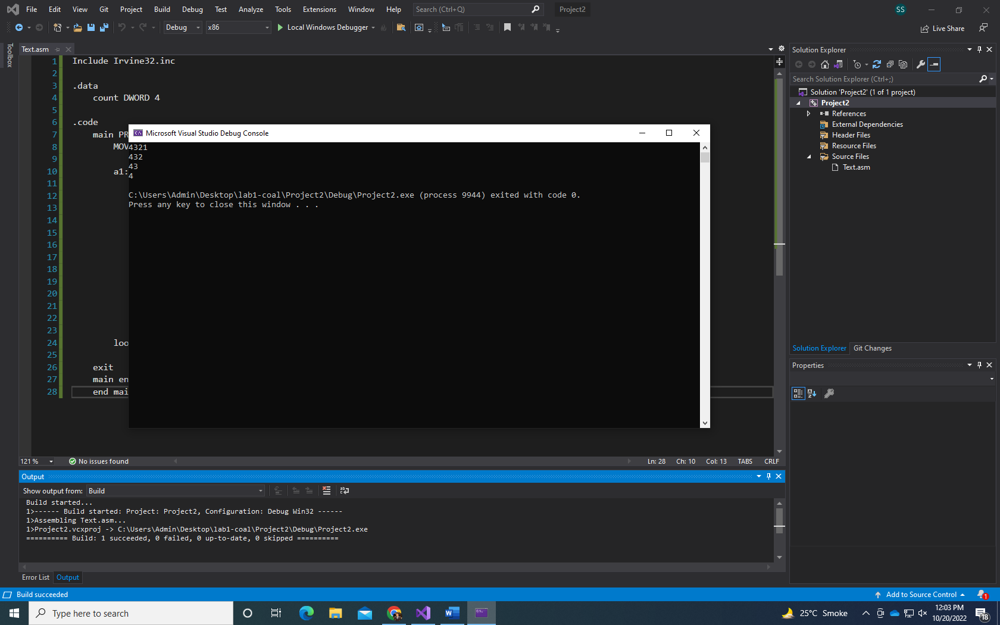 File Edit View Git Project Build Debug Test Analyze Tools Extensions Window Help Search (Ctrl+Q) Project2 SS
Debug x86 Local Windows Debugger Live Share
Toolbox
Text.asm
1 Include Irvine32.inc
2
3 .data
4 count DWORD 4
5
6 .code
7 main PR
8 MOV
9
10 a1:
11
12
13
14
15
16
17
18
19
20
21
22
23
24 loo
25
26 exit
27 main en
28 end mai
Microsoft Visual Studio Debug Console
4321
432
43
4
C:\Users\Admin\Desktop\lab1-coal\Project2\Debug\Project2.exe (process 9944) exited with code 0.
Press any key to close this window . . .
121 % No issues found Ln: 28 Ch: 10 Col: 13 TABS CRLF
Output
Show output from: Build
Build started...
1>------ Build started: Project: Project2, Configuration: Debug Win32 ------
1>Assembling Text.asm...
1>Project2.vcxproj -> C:\Users\Admin\Desktop\lab1-coal\Project2\Debug\Project2.exe
========== Build: 1 succeeded, 0 failed, 0 up-to-date, 0 skipped ==========
Error List Output
Solution Explorer
Search Solution Explorer (Ctrl+;)
Solution 'Project2' (1 of 1 project)
Project2
References
External Dependencies
Header Files
Resource Files
Source Files
Text.asm
Solution Explorer Git Changes
Properties
Build succeeded Add to Source Control 1
Type here to search 25°C Smoke 12:03 PM
10/20/2022 18